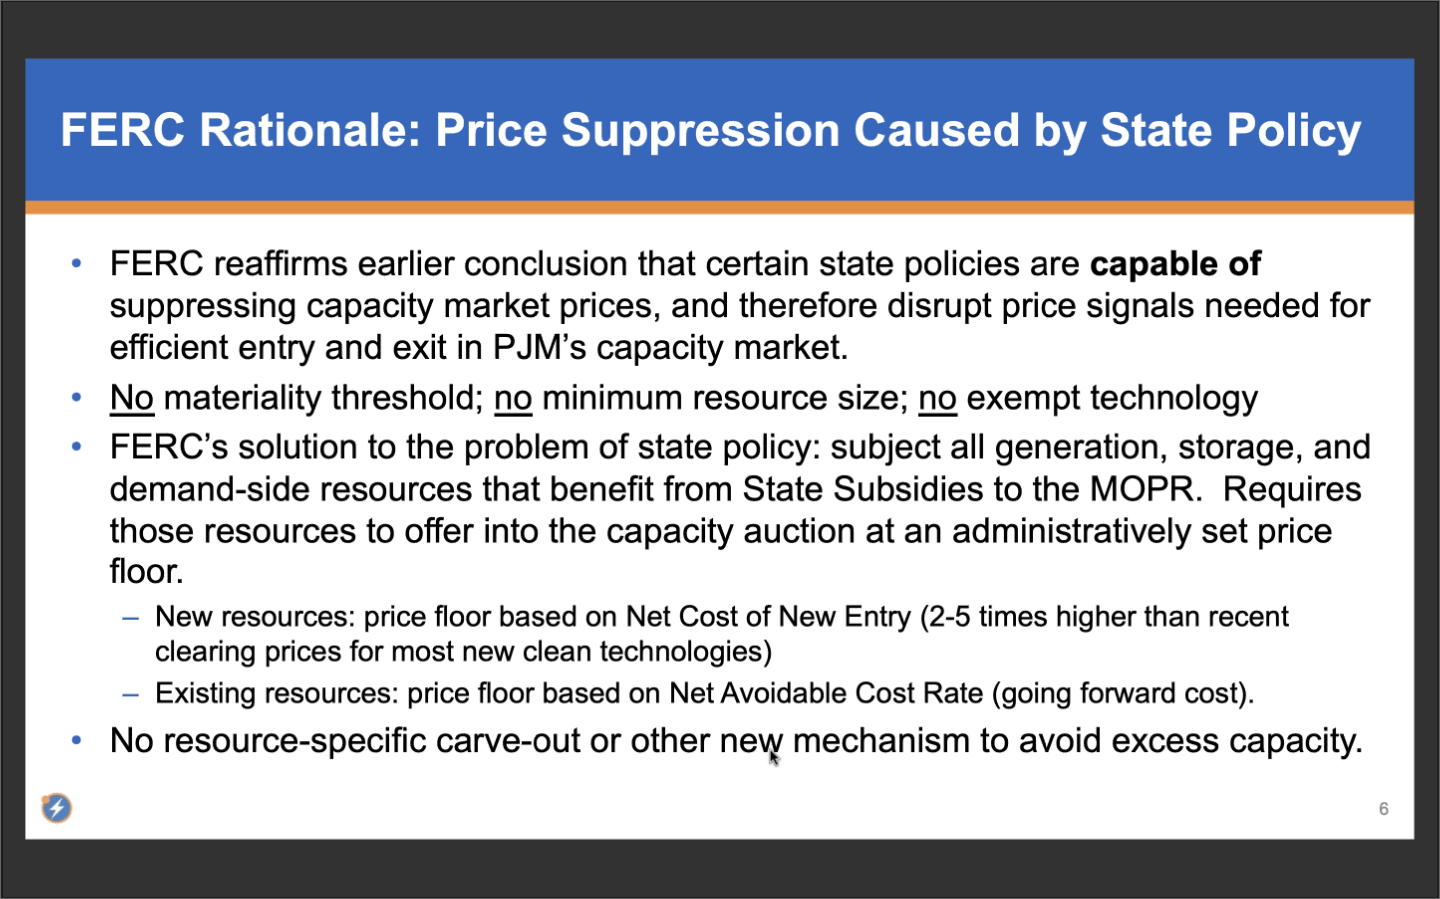 FERC Rationale: Price Suppression Caused by State Policy
• FERC reaffirms earlier conclusion that certain state policies are capable of
suppressing capacity market prices, and therefore disrupt price signals needed for
efficient entry and exit in PJM’s capacity market.
• No materiality threshold; no minimum resource size; no exempt technology
• FERC’s solution to the problem of state policy: subject all generation, storage, and
demand-side resources that benefit from State Subsidies to the MOPR.  Requires
those resources to offer into the capacity auction at an administratively set price
floor.
– New resources: price floor based on Net Cost of New Entry (2-5 times higher than recent
clearing prices for most new clean technologies)
– Existing resources: price floor based on Net Avoidable Cost Rate (going forward cost).
• No resource-specific carve-out or other new mechanism to avoid excess capacity.
6